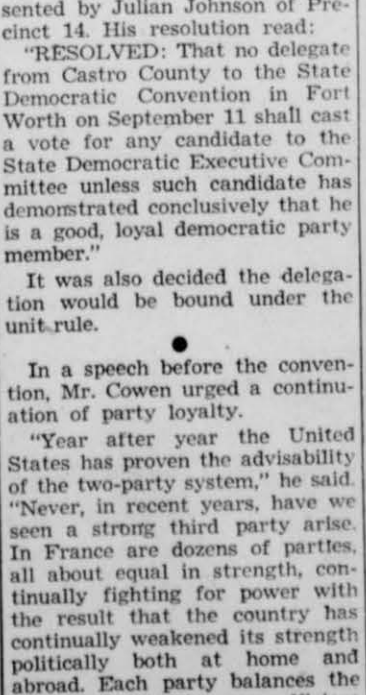 sented by Julian Johnson of Pre-
cinct 14. His resolution read:
"RESOLVED: That no delegate
from Castro County to the State
Democratic Convention in Fort
Worth on September 11 shall cast
a vote for any candidate to the
State Democratic Executive Com-
mittee unless such candidate has
demonstrated conclusively that he
is a good, loyal democratic party
member."
It was also decided the delega-
tion would be bound under the
unit rule.
●
In a speech before the conven-
tion, Mr. Cowen urged a continu-
ation of party loyalty.
"Year after year the United
States has proven the advisability
of the two-party system," he said.
"Never, in recent years, have we
seen a strong third party arise.
In France are dozens of parties,
all about equal in strength, con-
tinually fighting for power with
the result that the country has
continually weakened its strength
politically both at home and
abroad. Each party balances the